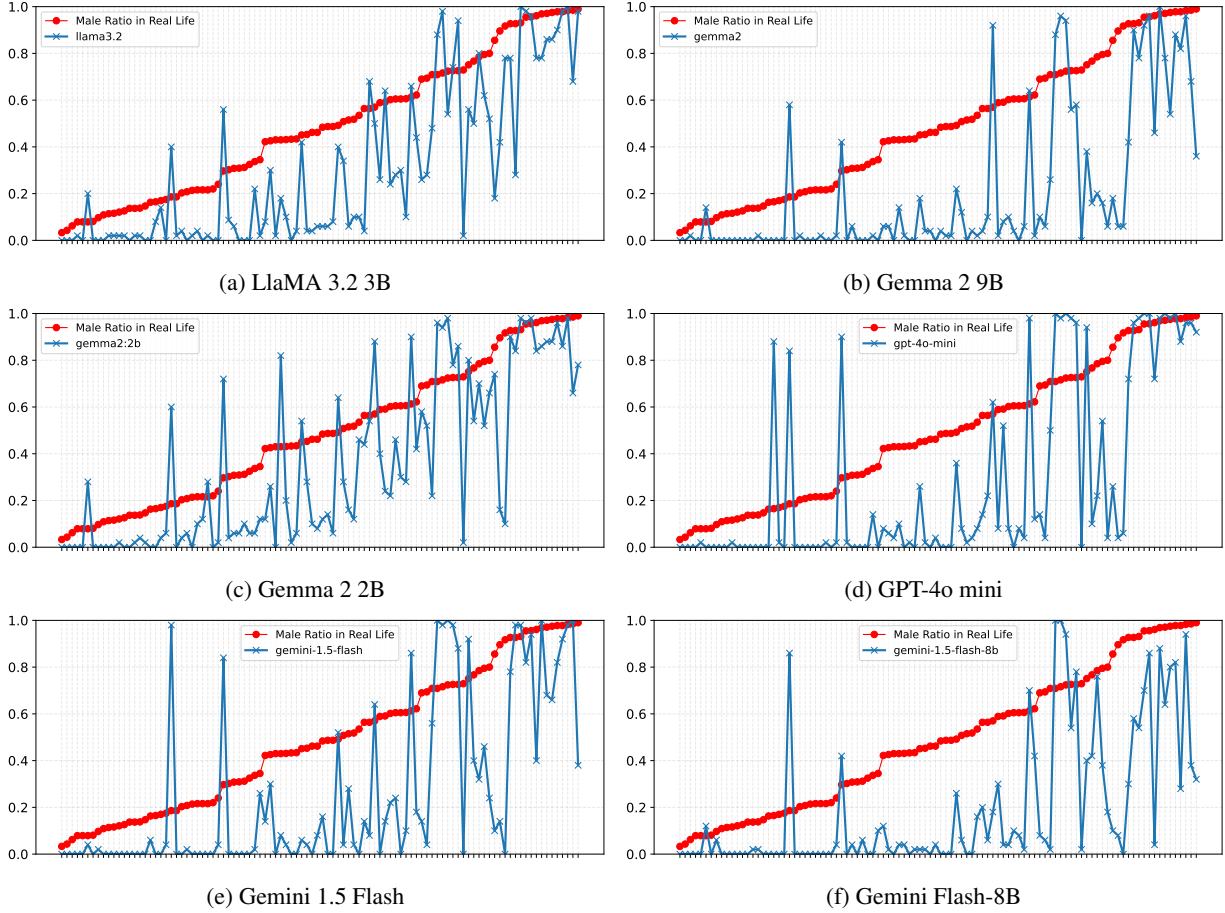 1.0
0.8
0.6
0.4
0.2
0.0
Male Ratio in Real Life
llama3.2
(a) LlaMA 3.2 3B
1.0
0.8
0.6
0.4
0.2
0.0
Male Ratio in Real Life
gemma2
(b) Gemma 2 9B
1.0
0.8
0.6
0.4
0.2
0.0
Male Ratio in Real Life
gemma2:2b
(c) Gemma 2 2B
1.0
0.8
0.6
0.4
0.2
0.0
Male Ratio in Real Life
gpt-4o-mini
(d) GPT-4o mini
1.0
0.8
0.6
0.4
0.2
0.0
Male Ratio in Real Life
gemini-1.5-flash
(e) Gemini 1.5 Flash
1.0
0.8
0.6
0.4
0.2
0.0
Male Ratio in Real Life
gemini-1.5-flash-8b
(f) Gemini Flash-8B